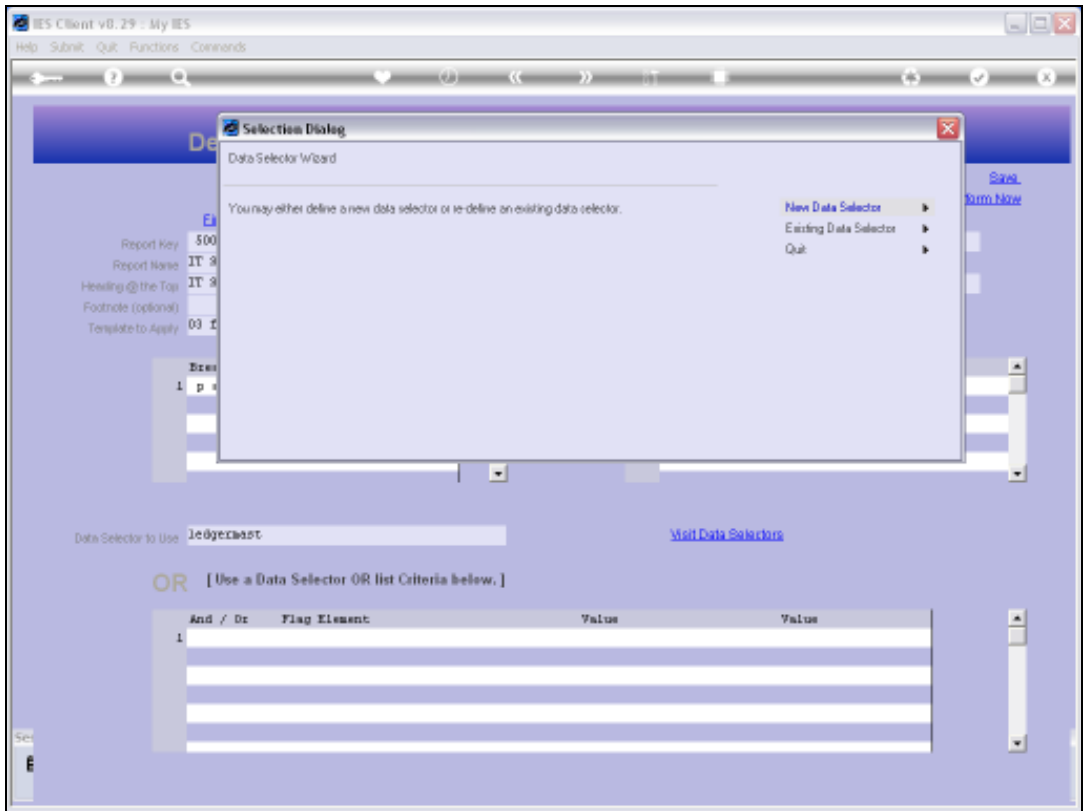 IES Client v0.29 : My IES
Help Submit Quit Functions Commands
Selection Dialog
De
Data Selector Wizard
Save
form Now
You may either define a new data selector or re-define an existing data selector.
New Data Selector
Existing Data Selector
Quit
Report Key 500
Report Name IT
Heading @ the Top IT
Footnote (optional)
Template to Apply 03 f
1 p
Data Selector to Use ledgermast
Visit Data Selectors
OR [ Use a Data Selector OR list Criteria below. ]
And / Or Flag Element Value Value
1
Ses